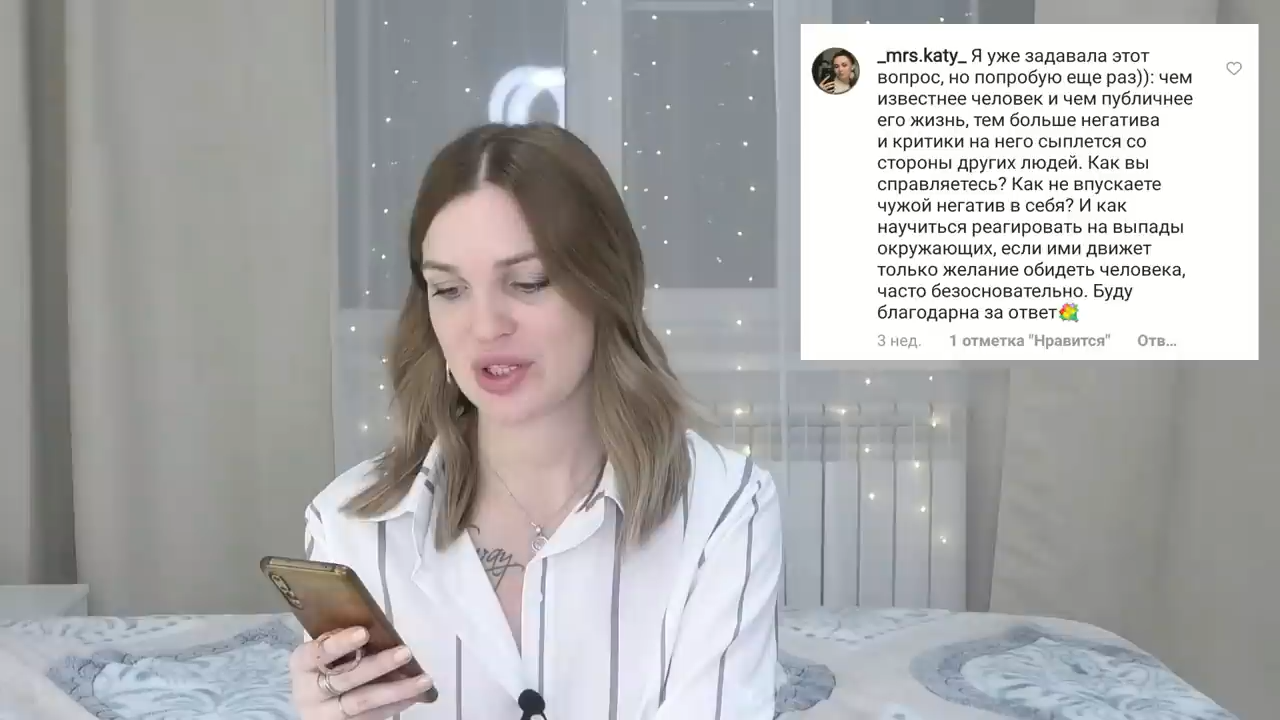 _mrs.katy_ Я уже задавала этот
вопрос, но попробую еще раз)): чем
известнее человек и чем публичнее
его жизнь, тем больше негатива
и критики на него сыплется со
стороны других людей. Как вы
справляетесь? Как не впускаете
чужой негатив в себя? И как
научиться реагировать на выпады
окружающих, если ими движет
только желание обидеть человека,
часто безосновательно. Буду
благодарна за ответ
3 нед. 1 отметка "Нравится" Отв...